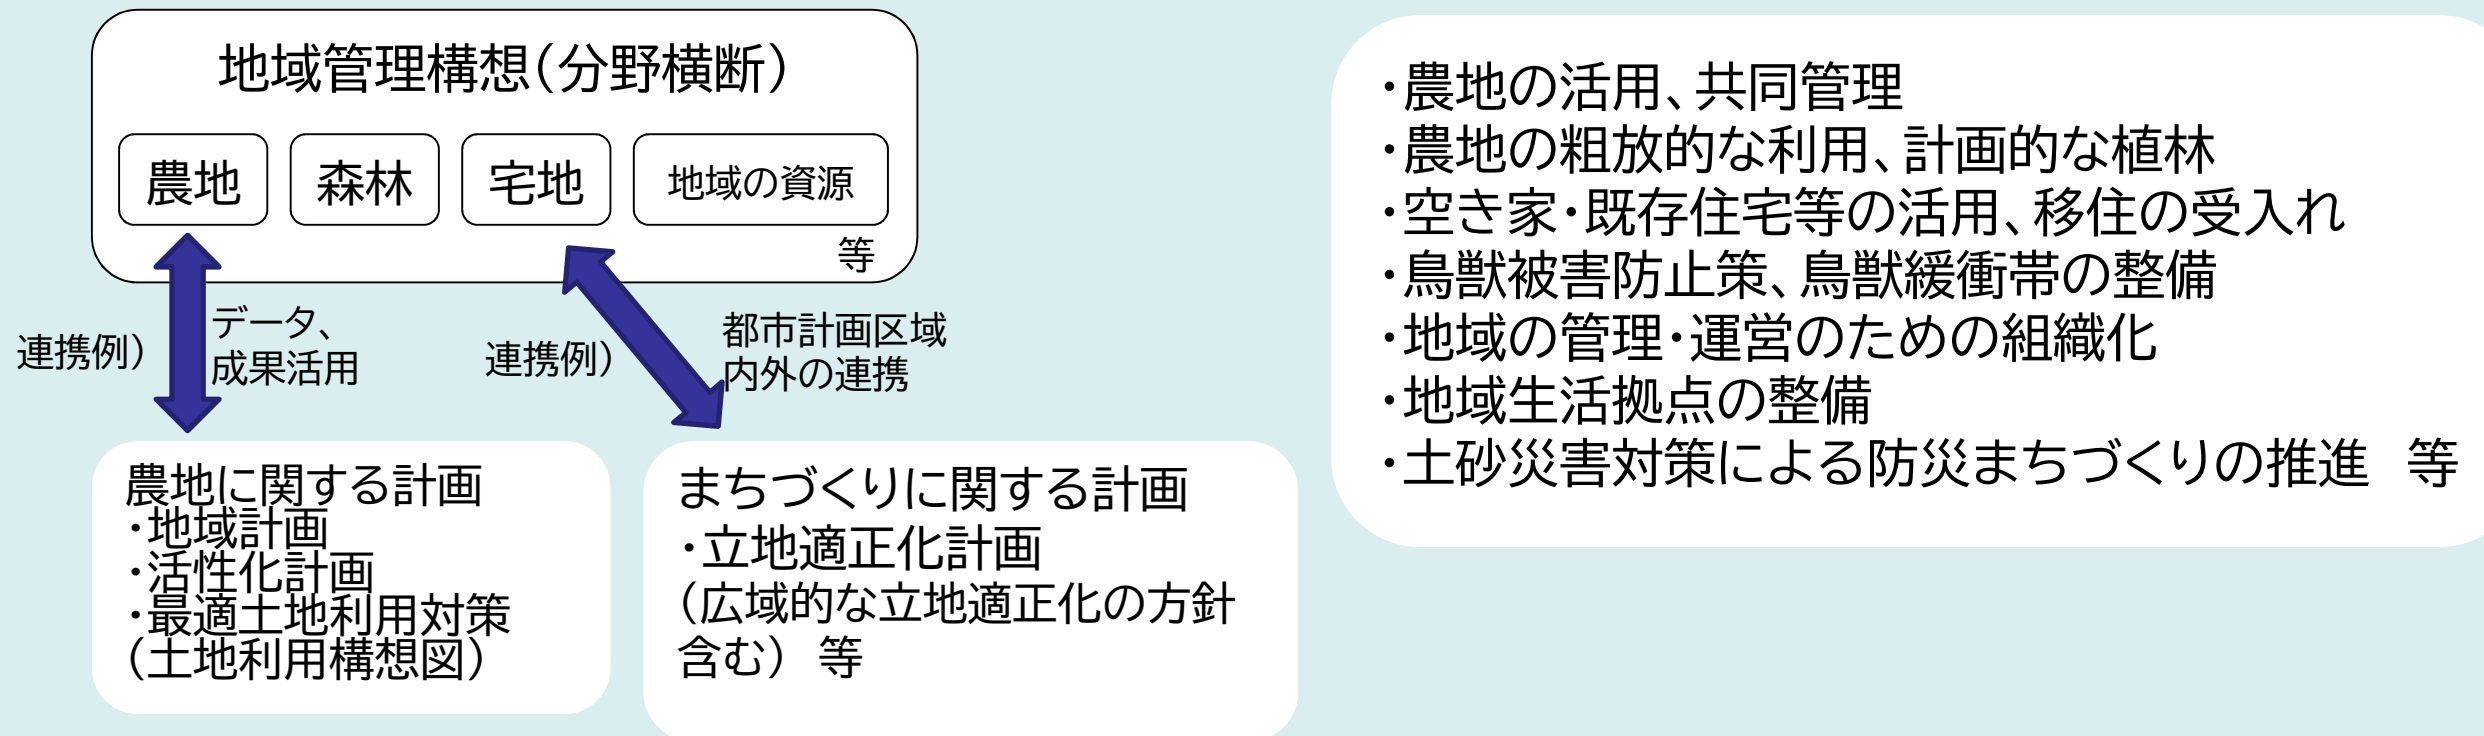 地域管理構想（分野横断）
農地
森林
宅地
地域の資源
等
連携例）
データ、
成果活用
連携例）
都市計画区域
内外の連携
農地に関する計画
・地域計画
・活性化計画
・最適土地利用対策
（土地利用構想図）
まちづくりに関する計画
・立地適正化計画
（広域的な立地適正化の方針
含む） 等
・農地の活用、共同管理
・農地の粗放的な利用、計画的な植林
・空き家・既存住宅等の活用、移住の受入れ
・鳥獣被害防止策、鳥獣緩衝帯の整備
・地域の管理・運営のための組織化
・地域生活拠点の整備
・土砂災害対策による防災まちづくりの推進　等